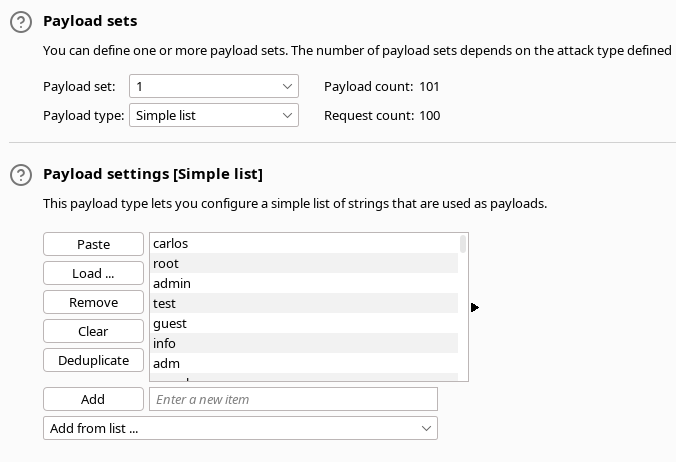 Payload sets
You can define one or more payload sets. The number of payload sets depends on the attack type defined
Payload set: 1 Payload count: 101
Payload type: Simple list Request count: 100
Payload settings [Simple list]
This payload type lets you configure a simple list of strings that are used as payloads.
Paste
Load ...
Remove
Clear
Deduplicate
carlos
root
admin
test
guest
info
adm
Add Enter a new item
Add from list ...